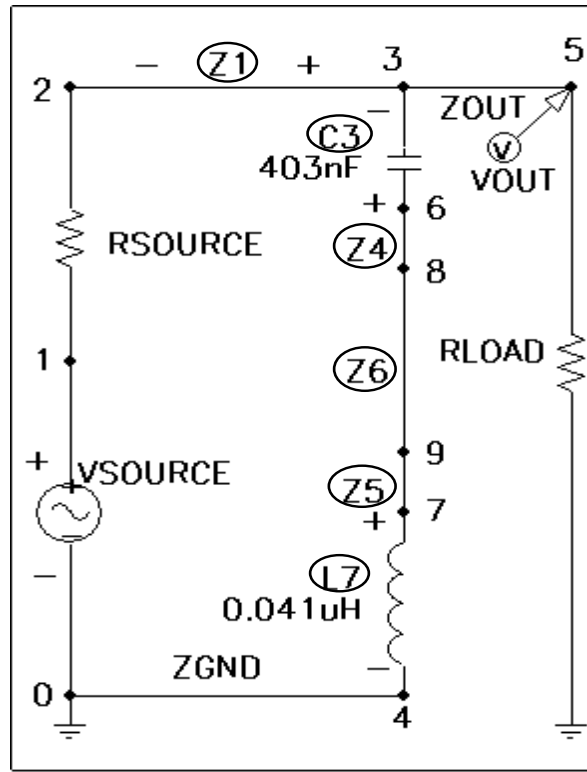 5
− Z1 + 3
2
ZOUT
−
C3
V
403nF
VOUT
+ 6
RSOURCE
Z4
8
RLOAD
1
Z6
9
+
VSOURCE
Z5
+
7
+
−
L7
−
0.041uH
ZGND
−
0
4